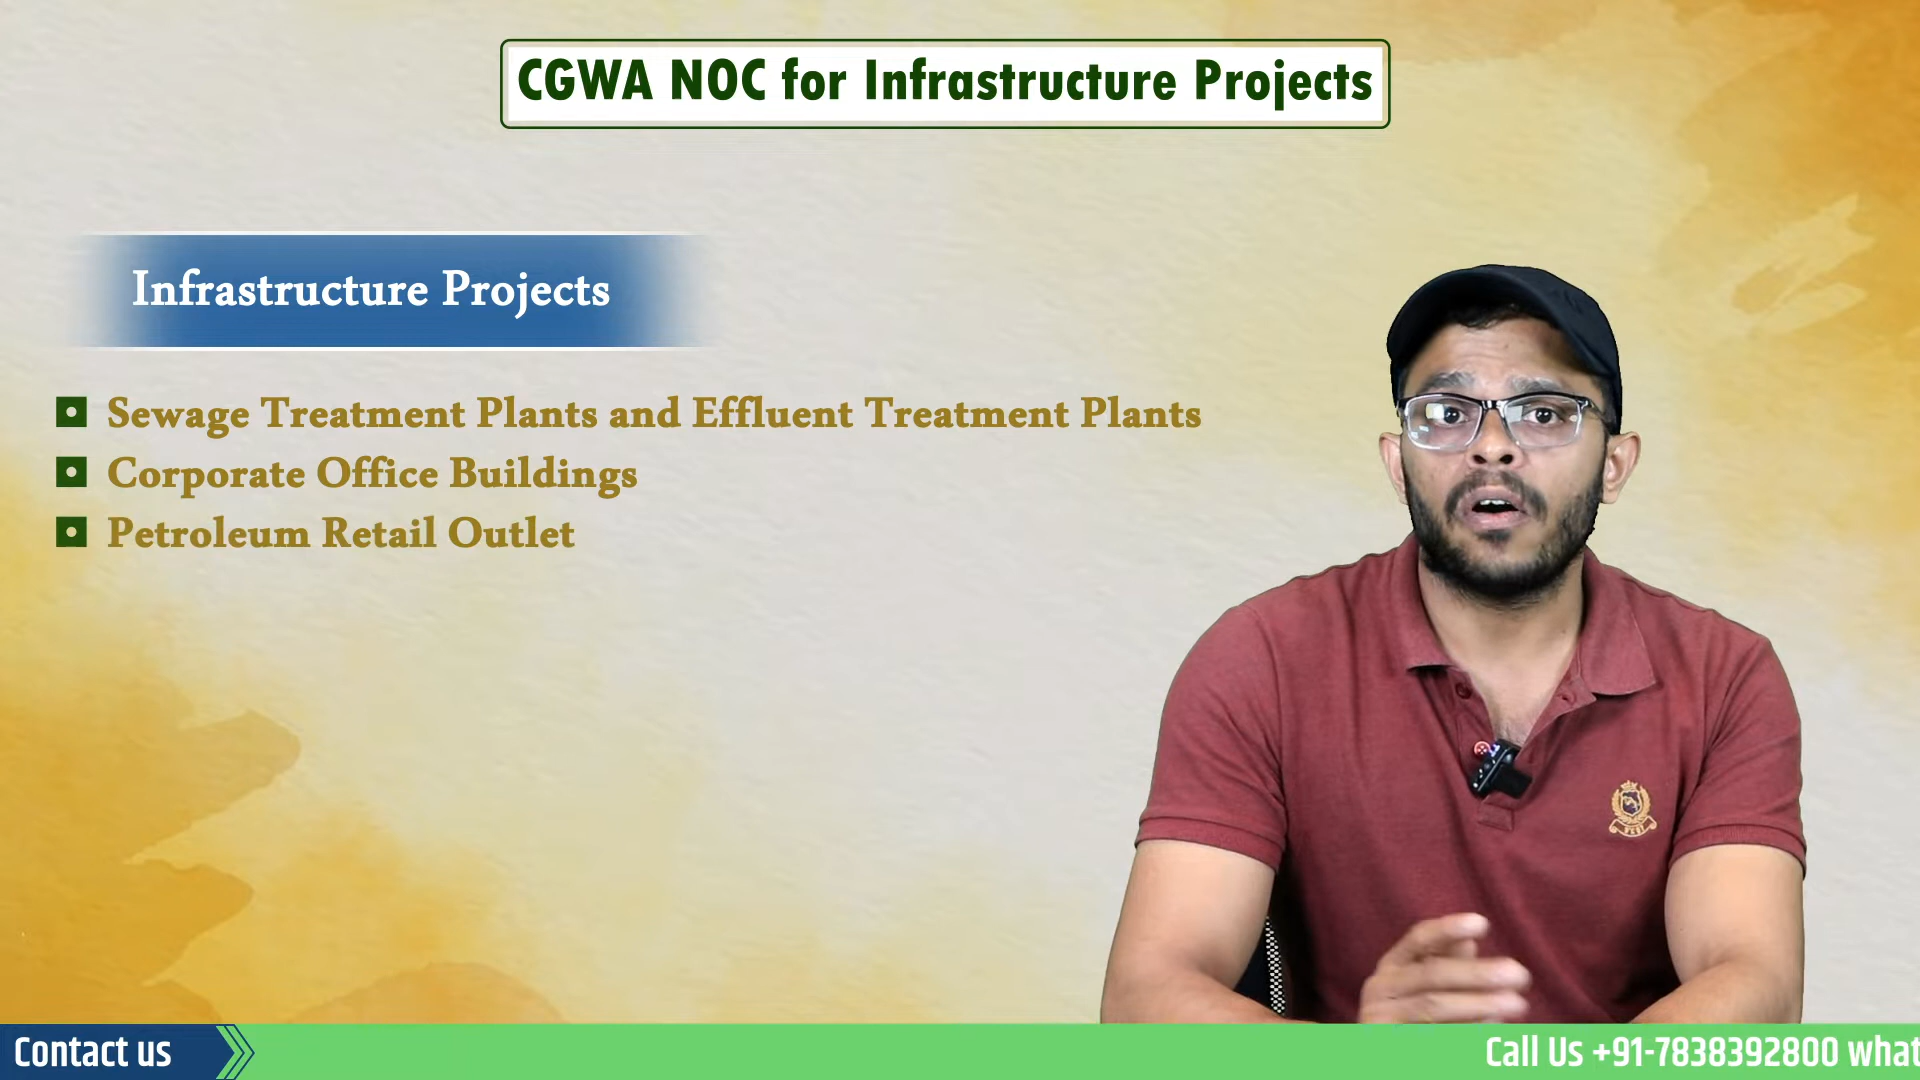 CGWA NOC for Infrastructure Projects
Infrastructure Projects
Sewage Treatment Plants and Effluent Treatment Plants
Corporate Office Buildings
Petroleum Retail Outlet
Contact us
Call Us +91-7838392800 what